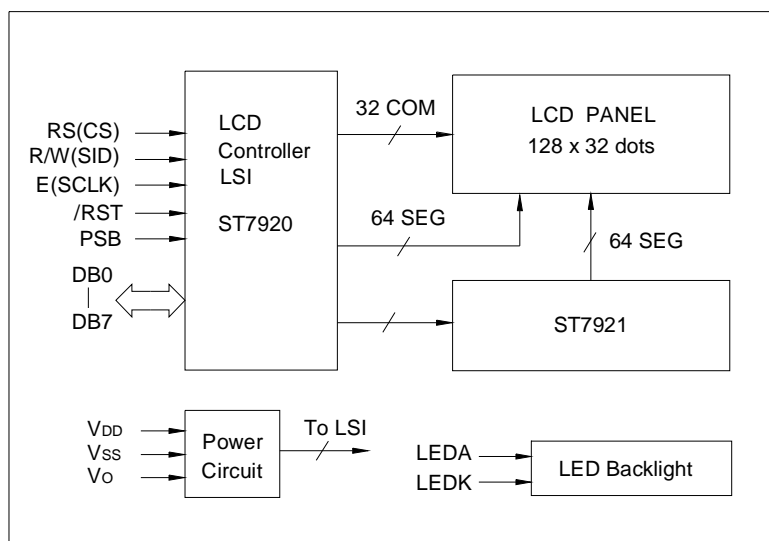 RS(CS)
R/W(SID)
E(SCLK)
/RST
PSB
DB0
DB7
LCD
Controller
LSI
ST7920
32 COM
64 SEG
LCD PANEL
128 x 32 dots
64 SEG
ST7921
VDD
VSS
VO
Power
Circuit
To LSI
LEDA
LEDK
LED Backlight